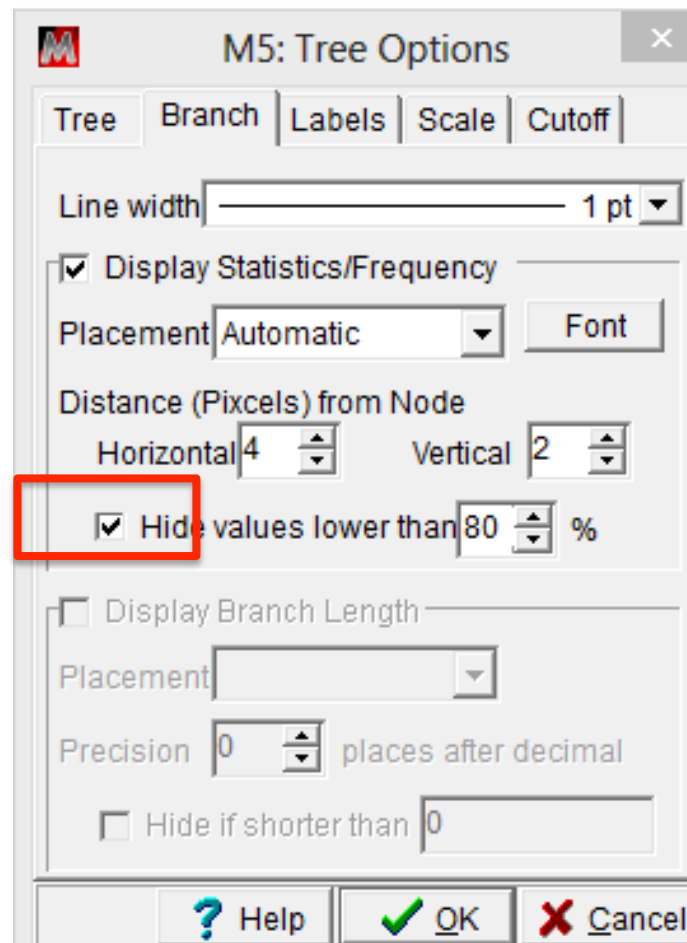 M5: Tree Options
Tree Branch Labels Scale Cutoff
Line width 1 pt
Display Statistics/Frequency
Placement Automatic Font
Distance (Pixcels) from Node
Horizontal 4 Vertical 2
Hide values lower than 80 %
Display Branch Length
Placement
Precision 0 places after decimal
Hide if shorter than 0
? Help OK Cancel